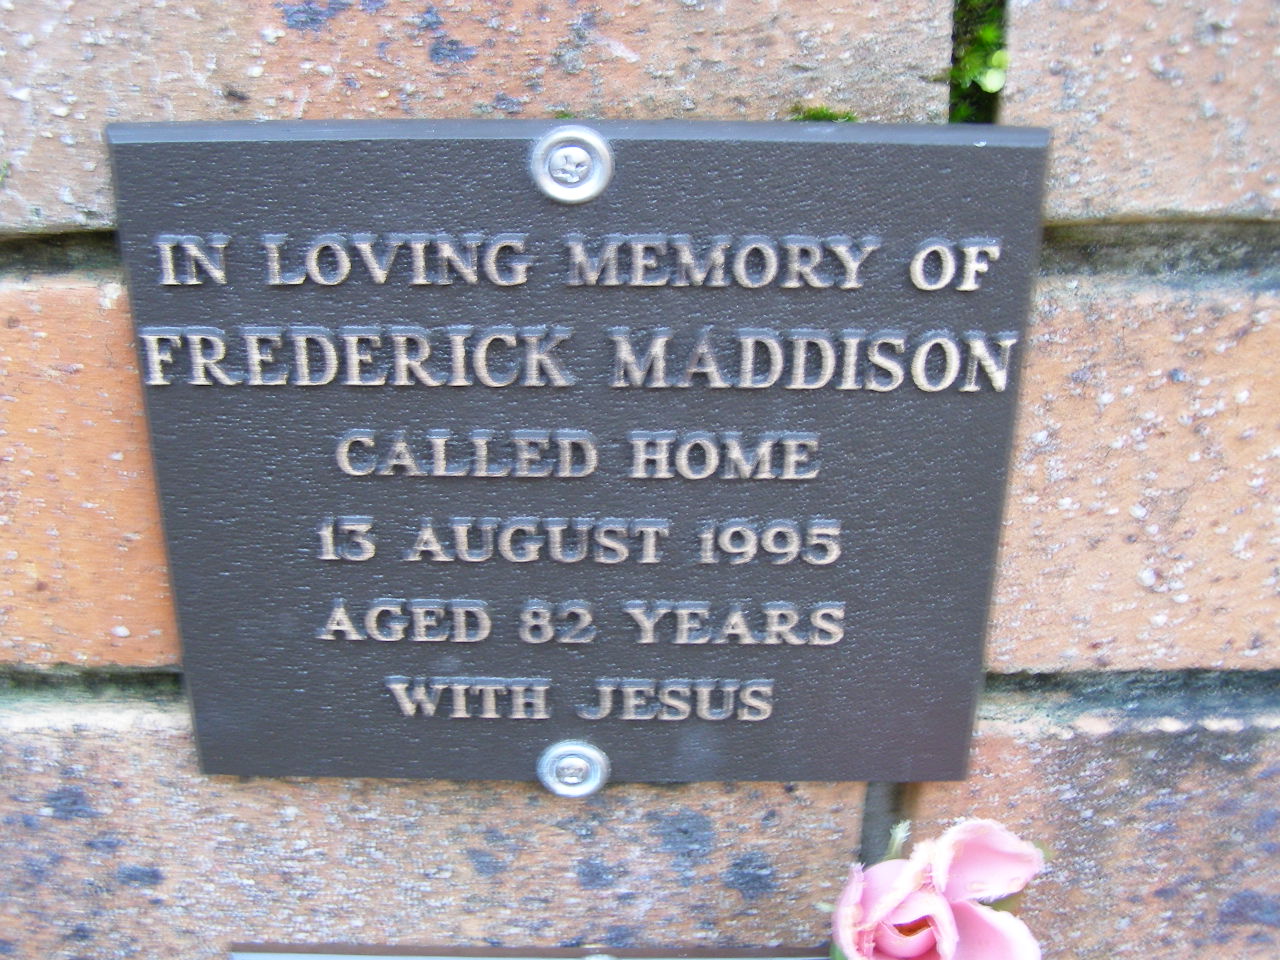 IN LOVING MEMORY OF
FREDERICK MADDISON
CALLED HOME
13 AUGUST 1995
AGED 82 YEARS
WITH JESUS